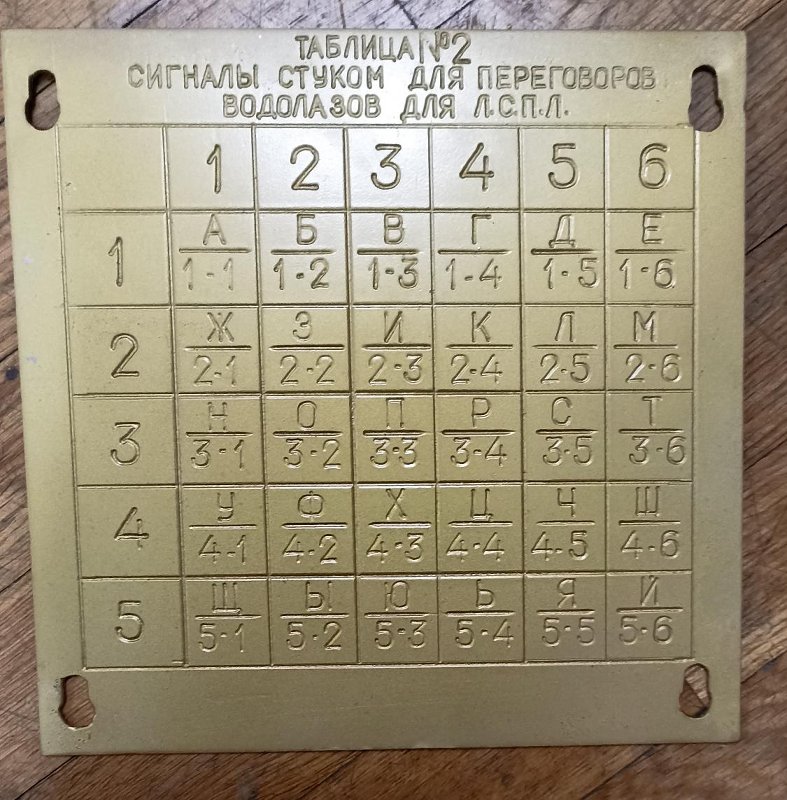 ТАБЛИЦА №2
СИГНАЛЫ СТУКОМ ДЛЯ ПЕРЕГОВОРОВ
ВОДОЛАЗОВ ДЛЯ Л.С.П.Л.
1 2 3 4 5 6
А Б В Г Д Е
1 1-1 1-2 1-3 1-4 1-5 1-6
Ж З И К Л М
2 2-1 2-2 2-3 2-4 2-5 2-6
Н О П Р С Т
3 3-1 3-2 3-3 3-4 3-5 3-6
У Ф Х Ц Ч Ш
4 4-1 4-2 4-3 4-4 4-5 4-6
Щ Ы Ю Ь Я Й
5 5-1 5-2 5-3 5-4 5-5 5-6